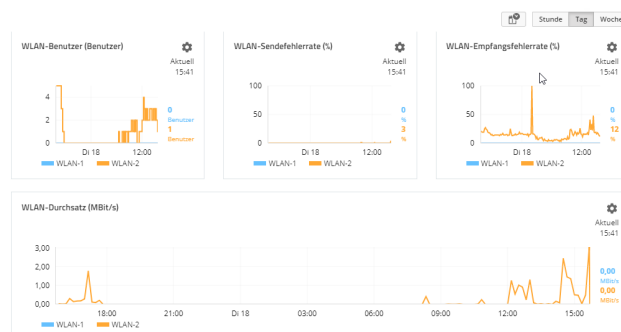 Stunde Tag Woche
WLAN-Benutzer (Benutzer)
Aktuell
15:41
4
2
0
0
Benutzer
1
Benutzer
Di 18 12:00
WLAN-1 WLAN-2
WLAN-Sendefehlerrate (%)
Aktuell
15:41
100
50
0
0
%
3
%
Di 18 12:00
WLAN-1 WLAN-2
WLAN-Empfangsfehlerrate (%)
Aktuell
15:41
100
50
0
0
%
12
%
Di 18 12:00
WLAN-1 WLAN-2
WLAN-Durchsatz (MBit/s)
Aktuell
15:41
3,00
2,00
1,00
0,00
0,00
MBit/s
0,00
MBit/s
18:00 21:00 Di 18 03:00 06:00 09:00 12:00 15:00
WLAN-1 WLAN-2